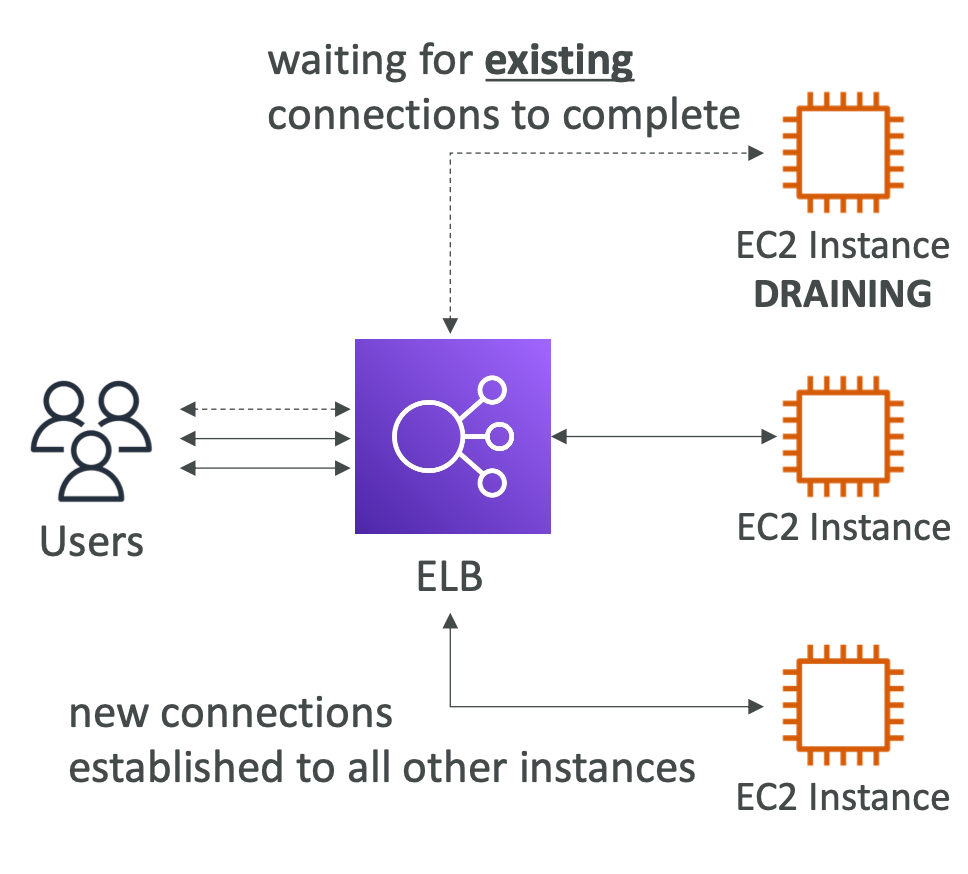 waiting for existing
connections to complete
EC2 Instance
DRAINING
Users
EC2 Instance
ELB
new connections
established to all other instances
EC2 Instance